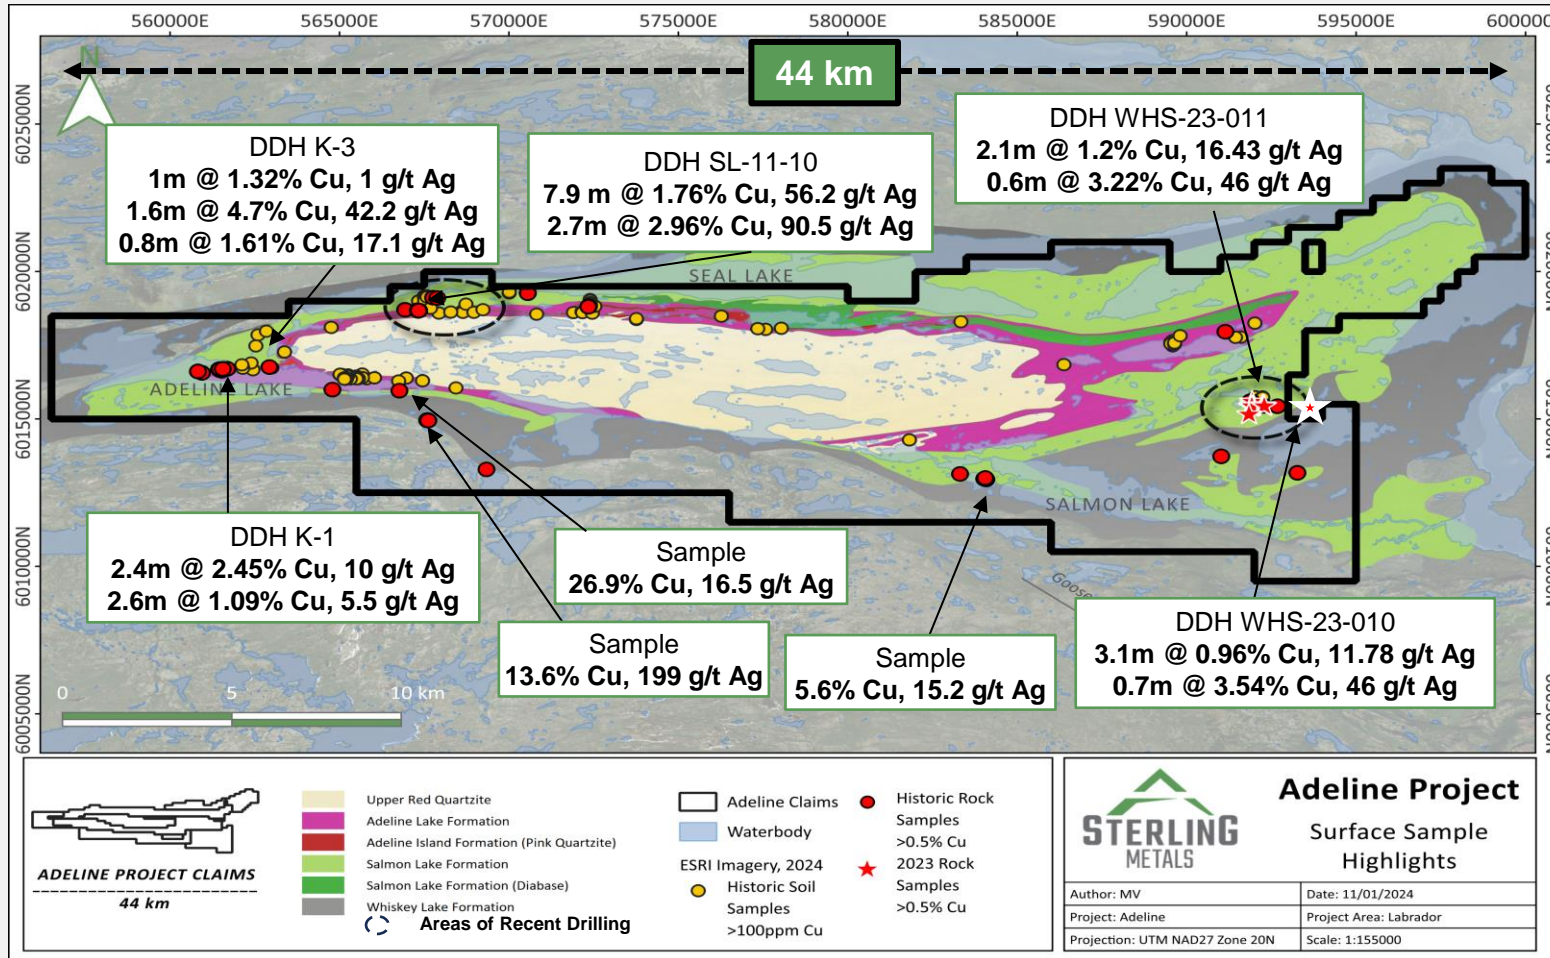 560000E 565000E 570000E 575000E 580000E 585000E 590000E 595000E 600000E
N
44 km
6025000N
6020000N
6015000N
6010000N
6005000N
DDH K-3
1m @ 1.32% Cu, 1 g/t Ag
1.6m @ 4.7% Cu, 42.2 g/t Ag
0.8m @ 1.61% Cu, 17.1 g/t Ag
DDH SL-11-10
7.9 m @ 1.76% Cu, 56.2 g/t Ag
2.7m @ 2.96% Cu, 90.5 g/t Ag
DDH WHS-23-011
2.1m @ 1.2% Cu, 16.43 g/t Ag
0.6m @ 3.22% Cu, 46 g/t Ag
SEAL LAKE
ADELINE LAKE
SALMON LAKE
Goose
DDH K-1
2.4m @ 2.45% Cu, 10 g/t Ag
2.6m @ 1.09% Cu, 5.5 g/t Ag
Sample
26.9% Cu, 16.5 g/t Ag
Sample
13.6% Cu, 199 g/t Ag
Sample
5.6% Cu, 15.2 g/t Ag
DDH WHS-23-010
3.1m @ 0.96% Cu, 11.78 g/t Ag
0.7m @ 3.54% Cu, 46 g/t Ag
0 5 10 km
ADELINE PROJECT CLAIMS
44 km
Upper Red Quartzite
Adeline Lake Formation
Adeline Island Formation (Pink Quartzite)
Salmon Lake Formation
Salmon Lake Formation (Diabase)
Whiskey Lake Formation
Areas of Recent Drilling
Adeline Claims
Waterbody
ESRI Imagery, 2024
Historic Soil
Samples
>100ppm Cu
Historic Rock
Samples
>0.5% Cu
2023 Rock
Samples
>0.5% Cu
STERLING
METALS
Adeline Project
Surface Sample
Highlights
Author: MV
Date: 11/01/2024
Project: Adeline
Project Area: Labrador
Projection: UTM NAD27 Zone 20N
Scale: 1:155000